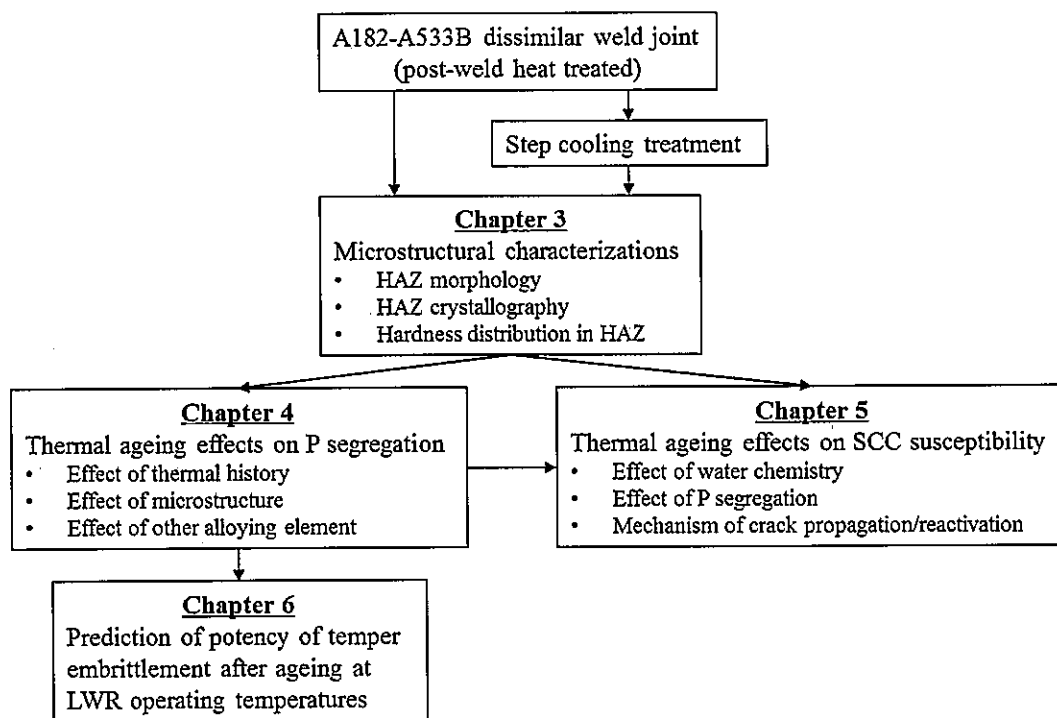 A182-A533B dissimilar weld joint
(post-weld heat treated)
Step cooling treatment
Chapter 3
Microstructural characterizations
• HAZ morphology
• HAZ crystallography
• Hardness distribution in HAZ
Chapter 4
Thermal ageing effects on P segregation
• Effect of thermal history
• Effect of microstructure
• Effect of other alloying element
Chapter 5
Thermal ageing effects on SCC susceptibility
• Effect of water chemistry
• Effect of P segregation
• Mechanism of crack propagation/reactivation
Chapter 6
Prediction of potency of temper
embrittlement after ageing at
LWR operating temperatures